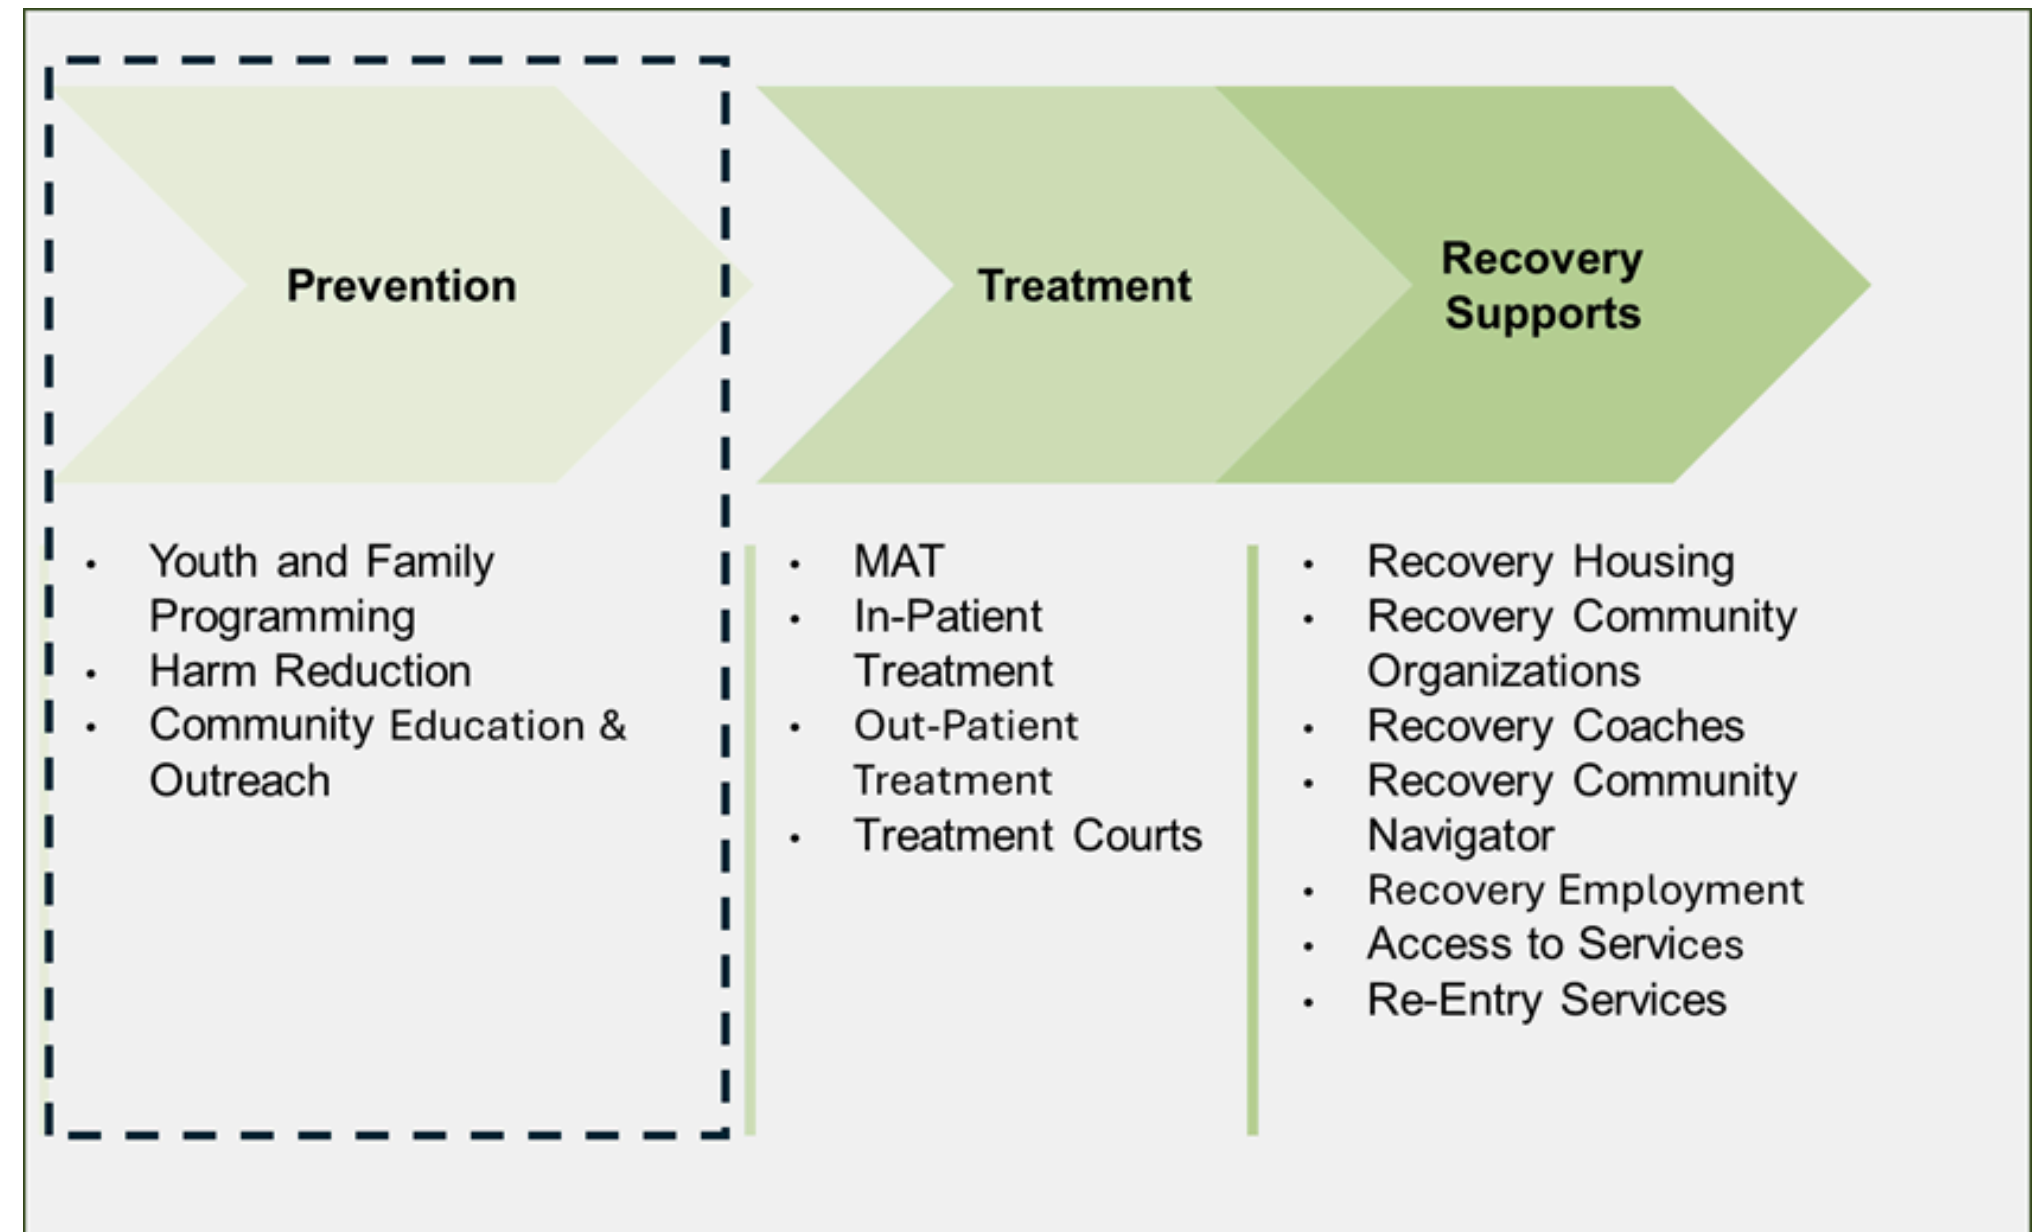 Prevention
Treatment
Recovery
Supports
• Youth and Family
Programming
• Harm Reduction
• Community Education &
Outreach
• MAT
• In-Patient
Treatment
• Out-Patient
Treatment
• Treatment Courts
• Recovery Housing
• Recovery Community
Organizations
• Recovery Coaches
• Recovery Community
Navigator
• Recovery Employment
• Access to Services
• Re-Entry Services